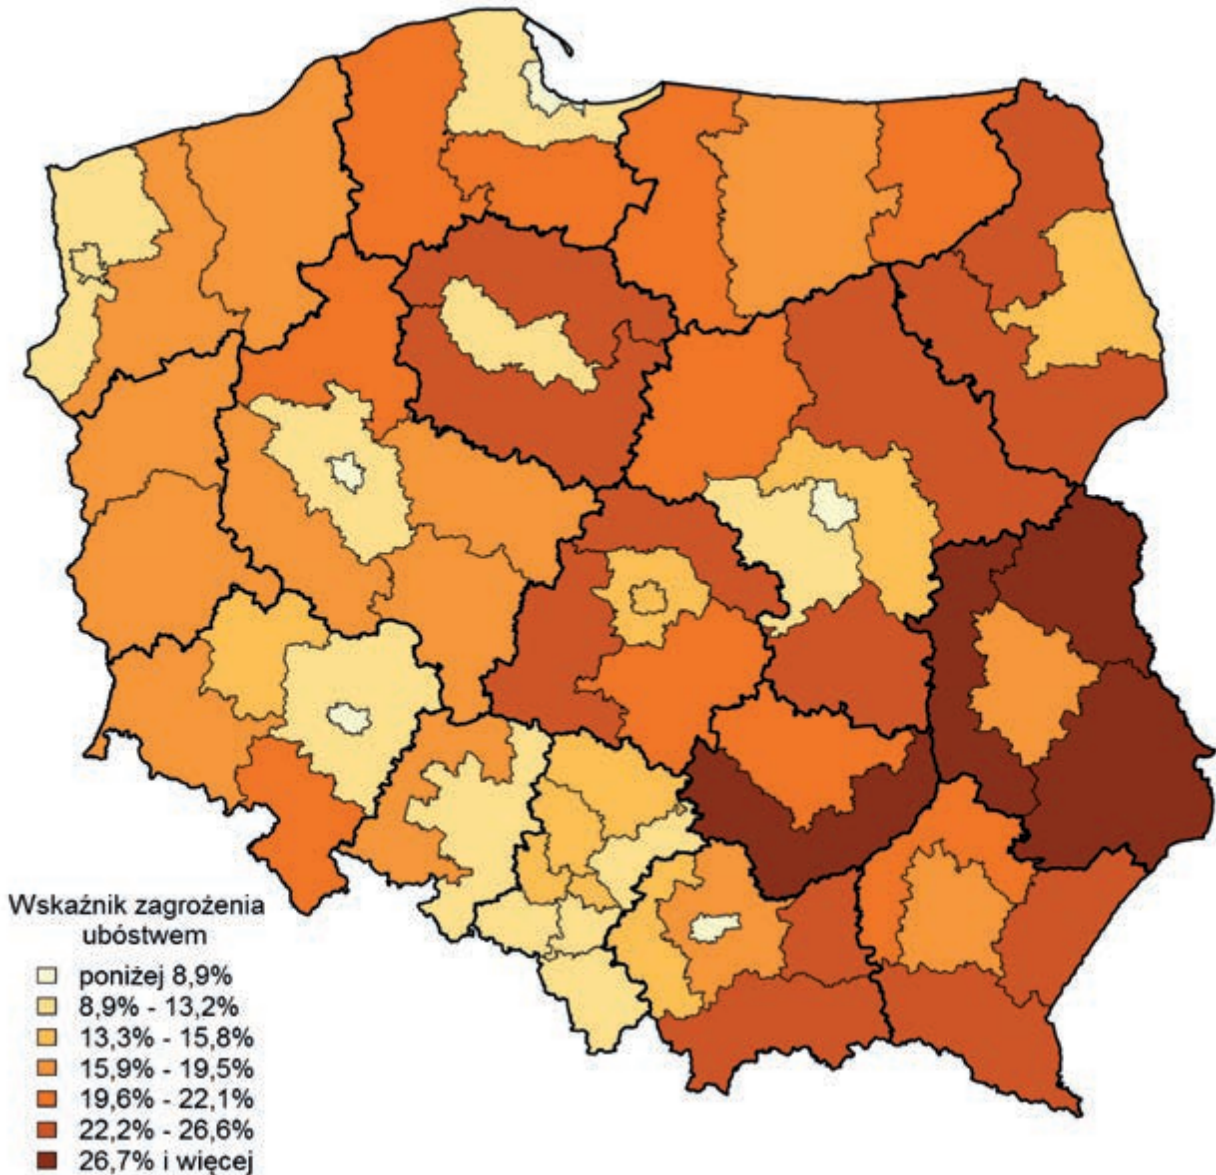 Wskaźnik zagrożenia
ubóstwem
poniżej 8,9%
8,9% - 13,2%
13,3% - 15,8%
15,9% - 19,5%
19,6% - 22,1%
22,2% - 26,6%
26,7% i więcej